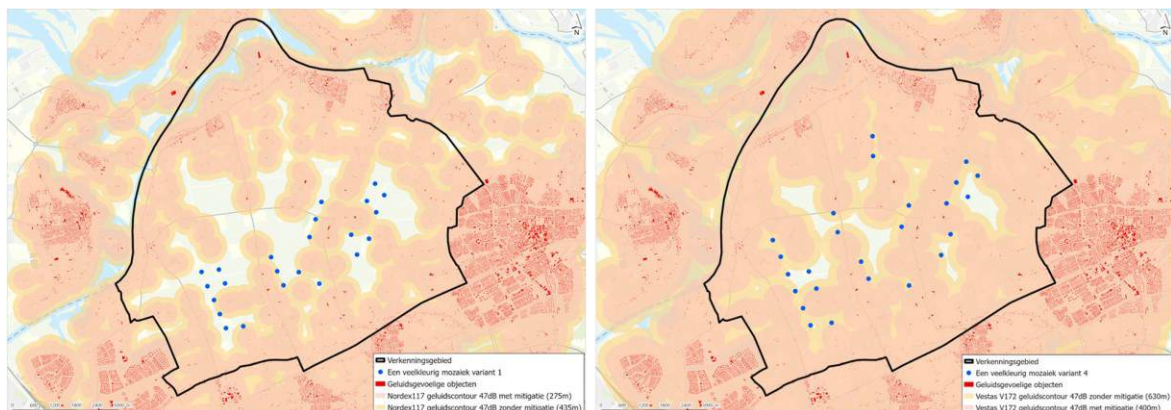 N
Verkenningsgebied
Een veelkleurig mozaiek variant 1
Geluidsgevoelige objecten
Nordex117 geluidscontour 47dB met mitigatie (275m)
Nordex117 geluidscontour 47dB zonder mitigatie (435m)
N
Verkenningsgebied
Een veelkleurig mozaiek variant 4
Geluidsgevoelige objecten
Vestas V172 geluidscontour 47dB zonder mitigatie (630m)
Vestas V172 geluidscontour 47dB met mitigatie (400m)